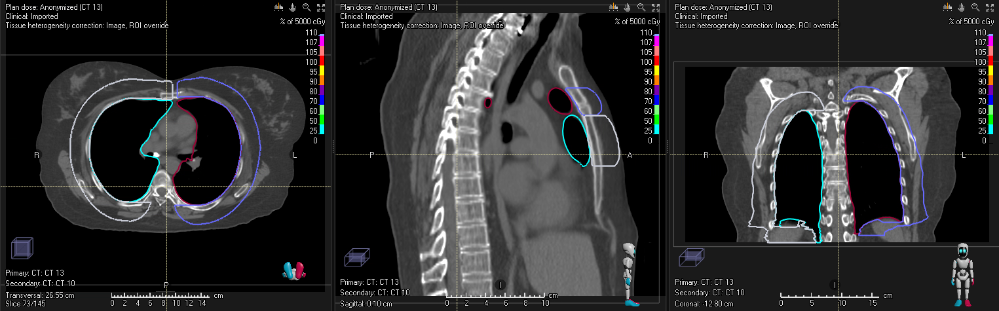 Plan dose: Anonymized (CT 13)
Clinical: Imported
Tissue heterogeneity correction: Image, ROI override
% of 5000 cGy
110
107
105
100
95
90
80
70
60
50
25
0
R
L
Primary: CT: CT 13
Secondary: CT: CT 10
P
Transversal: 26.55 cm
Slice 73/145
cm
0 2 4 6 8 10 12 14
Plan dose: Anonymized (CT 13)
Clinical: Imported
Tissue heterogeneity correction: Image, ROI override
% of 5000 cGy
110
107
105
100
95
90
80
70
60
50
25
0
P
A
Primary: CT: CT 13
Secondary: CT: CT 10
I
Sagittal: 0.10 cm
cm
0 2 4 6 8 10
Plan dose: Anonymized (CT 13)
Clinical: Imported
Tissue heterogeneity correction: Image, ROI override
% of 5000 cGy
110
107
105
100
95
90
80
70
60
50
25
0
R
L
Primary: CT: CT 13
Secondary: CT: CT 10
I
Coronal: -12.80 cm
cm
0 5 10 15